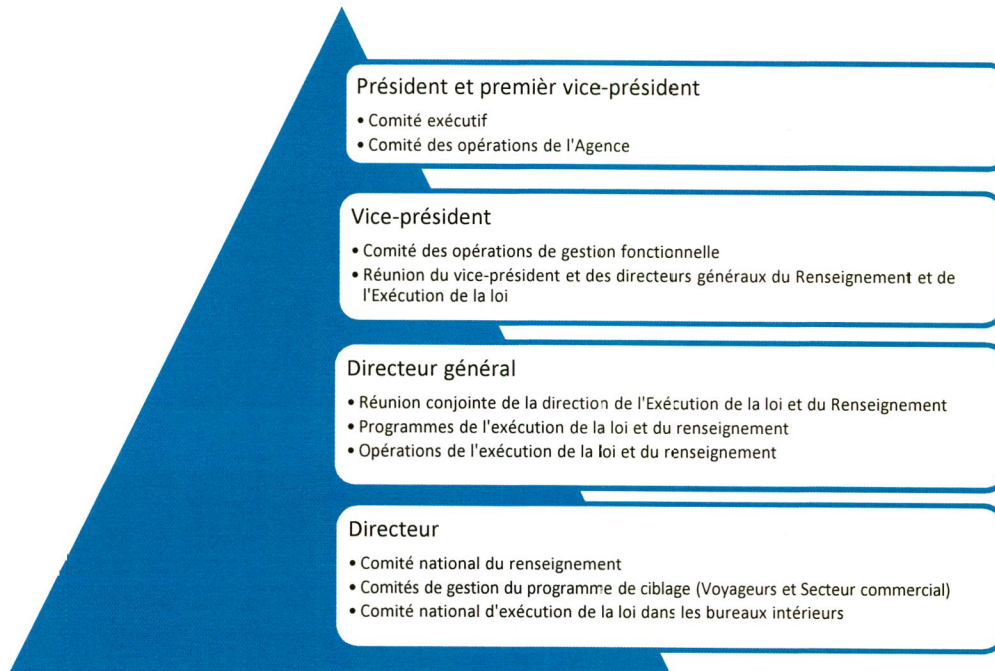 Président et premièr vice-président
• Comité exécutif
• Comité des opérations de l'Agence
Vice-président
• Comité des opérations de gestion fonctionnelle
• Réunion du vice-président et des directeurs généraux du Renseignement et de
l'Exécution de la loi
Directeur général
• Réunion conjointe de la direction de l'Exécution de la loi et du Renseignement
• Programmes de l'exécution de la loi et du renseignement
• Opérations de l'exécution de la loi et du renseignement
Directeur
• Comité national du renseignement
• Comités de gestion du programme de ciblage (Voyageurs et Secteur commercial)
• Comité national d'exécution de la loi dans les bureaux intérieurs